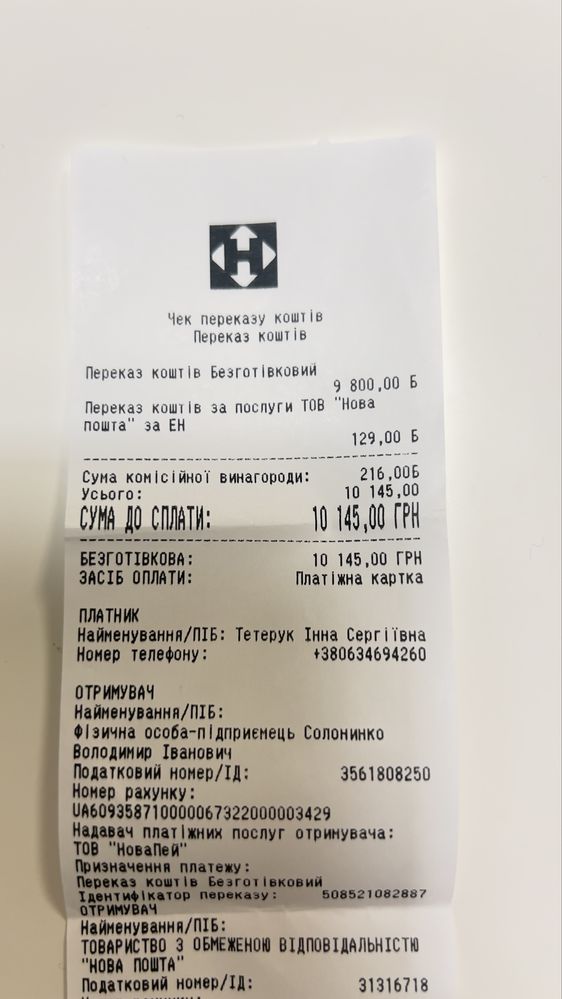 Чек переказу коштів
Переказ коштів
Переказ коштів Безготівковий
9 800,00 Б
Переказ коштів за послуги ТОВ "Нова
пошта" за ЕН
129,00 Б
Сума комісійної винагороди: 216,00Б
Усього: 10 145,00
СУМА ДО СПЛАТИ: 10 145,00 ГРН
БЕЗГОТІВКОВА: 10 145,00 ГРН
ЗАСІБ ОПЛАТИ: Платіжна картка
ПЛАТНИК
Найменування/ПІБ: Тетерук Інна Сергіївна
Номер телефону: +380634694260
ОТРИМУВАЧ
Найменування/ПІБ:
Фізична особа-підприємець Солонинко
Володимир Іванович
Податковий номер/ІД: 3561808250
Номер рахунку:
UA609358710000067322000003429
Надавач платіжних послуг отримувача:
ТОВ "НоваПей"
Призначення платежу:
Переказ коштів Безготівковий
Ідентифікатор переказу: 508521082887
ОТРИМУВАЧ
Найменування/ПІБ:
ТОВАРИСТВО З ОБМЕЖЕНОЮ ВІДПОВІДАЛЬНІСТЮ
"НОВА ПОШТА"
Податковий номер/ІД: 31316718